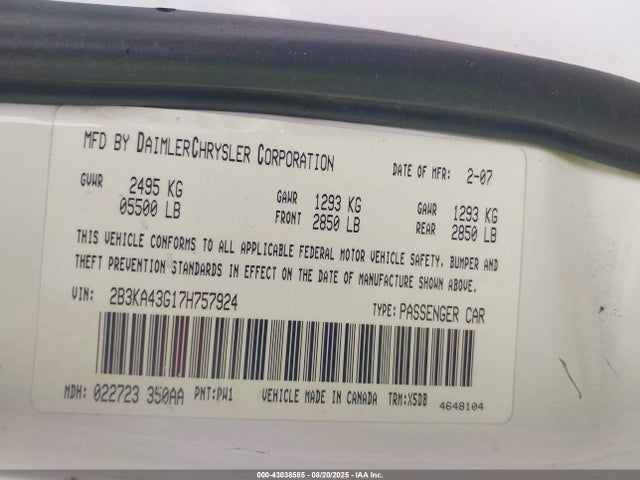 MFD BY DAIMLERCHRYSLER CORPORATION DATE OF MFR: 2-07
GVWR 2495 KG GAWR 1293 KG GAWR 1293 KG
05500 LB FRONT 2850 LB REAR 2850 LB
THIS VEHICLE CONFORMS TO ALL APPLICABLE FEDERAL MOTOR VEHICLE SAFETY, BUMPER AND
THEFT PREVENTION STANDARDS IN EFFECT ON THE DATE OF MANUFACTURE SHOWN ABOVE.
VIN: 2B3KA43G17H757924 TYPE: PASSENGER CAR
MDH: 022723 350AA PNT: PW1 VEHICLE MADE IN CANADA TRM: X5DB 4648104
000-43038585 - 08/20/2025 - IAA Inc.